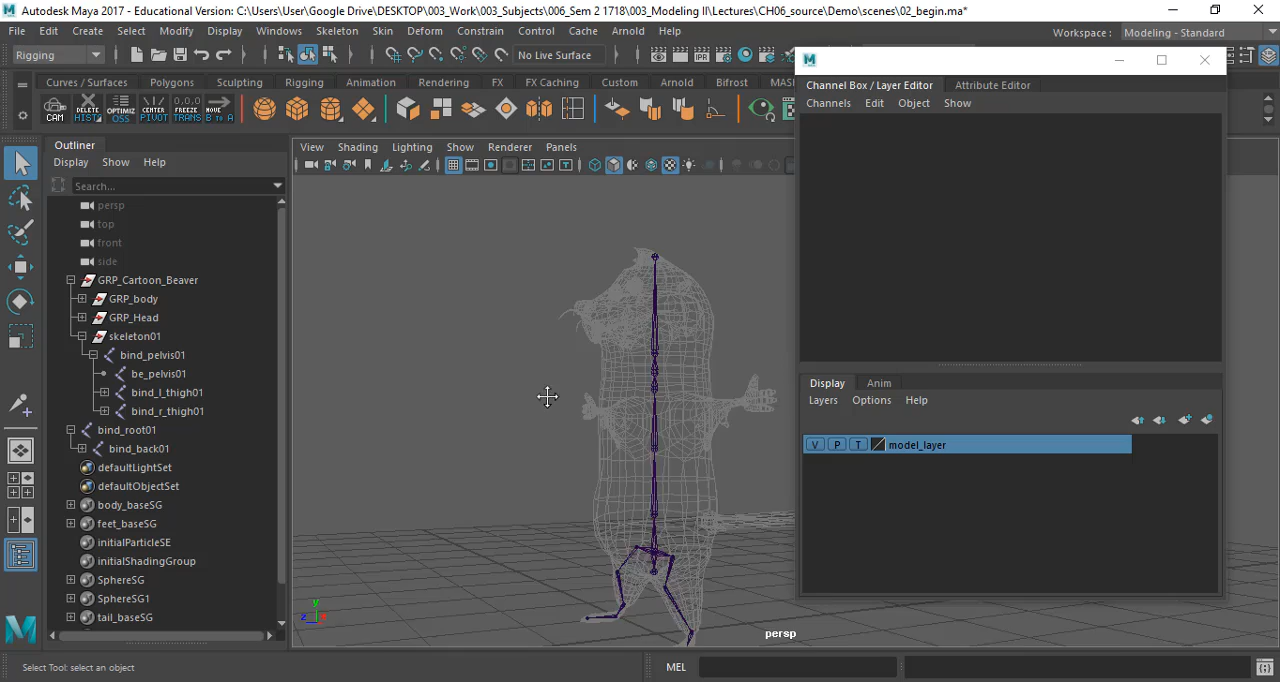 Autodesk Maya 2017 - Educational Version: C:\Users\User\Google Drive\DESKTOP\003_Work\003_Subjects\006_Sem 2 1718\003_Modeling II\Lectures\CH06_source\Demo\scenes\02_begin.ma*
File Edit Create Select Modify Display Windows Skeleton Skin Deform Constrain Control Cache Arnold Help Workspace : Modeling - Standard
Rigging No Live Surface
Curves / Surfaces Polygons Sculpting Rigging Animation Rendering FX FX Caching Custom Arnold Bifrost MAS
CAM DELETE HIST OPTIMIZ OSS CENTER PIVOT 0,0,0 FREEZE TRANS MOVE B to A
Outliner
Display Show Help
Search...
persp
top
front
side
GRP_Cartoon_Beaver
GRP_body
GRP_Head
skeleton01
bind_pelvis01
be_pelvis01
bind_l_thigh01
bind_r_thigh01
bind_root01
bind_back01
defaultLightSet
defaultObjectSet
body_baseSG
feet_baseSG
initialParticleSE
initialShadingGroup
SphereSG
SphereSG1
tail_baseSG
View Shading Lighting Show Renderer Panels
y
z x
persp
Channel Box / Layer Editor Attribute Editor
Channels Edit Object Show
Display Anim
Layers Options Help
V P T model_layer
Select Tool: select an object MEL